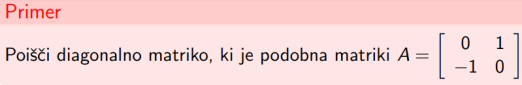 Primer
Poišči diagonalno matriko, ki je podobna matriki A = [ 0 1
-1 0 ]